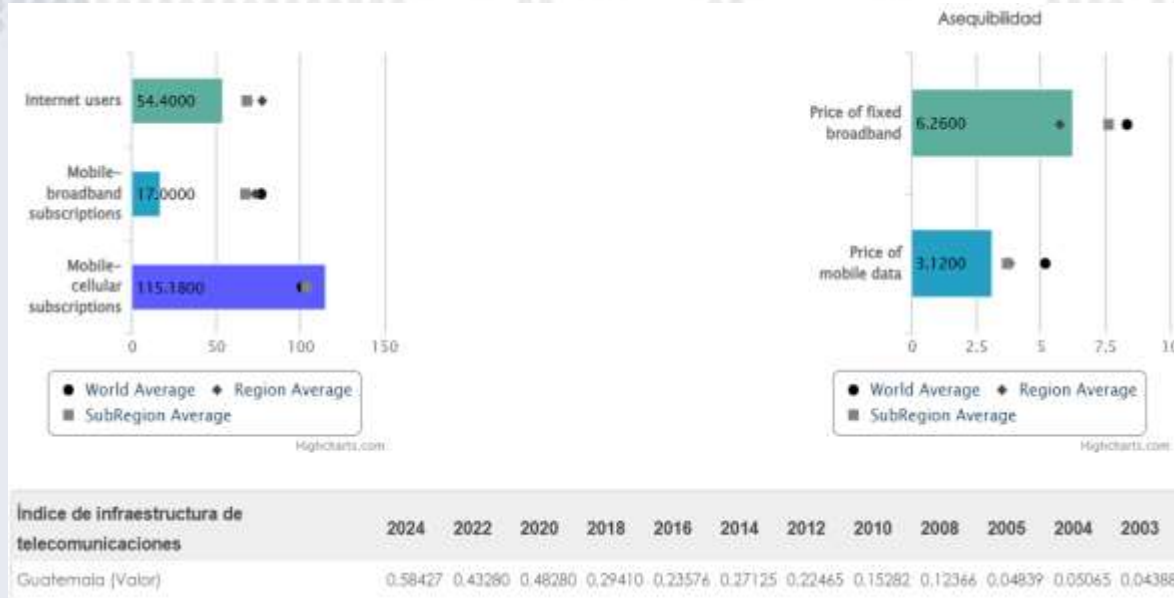 Asequibilidad
Internet users
54.4000
Mobile-
broadband
subscriptions
17.0000
Mobile-
cellular
subscriptions
115.1800
0 50 100 150
World Average Region Average
SubRegion Average
Highcharts.com
Price of fixed
broadband
6.2600
Price of
mobile data
3.1200
0 2.5 5 7.5 10
World Average Region Average
SubRegion Average
Highcharts.com
Índice de infraestructura de
telecomunicaciones
2024 2022 2020 2018 2016 2014 2012 2010 2008 2005 2004 2003
Guatemala (Valor) 0.58427 0.43280 0.48280 0.29410 0.23576 0.27125 0.22465 0.15282 0.12366 0.04839 0.05065 0.04388